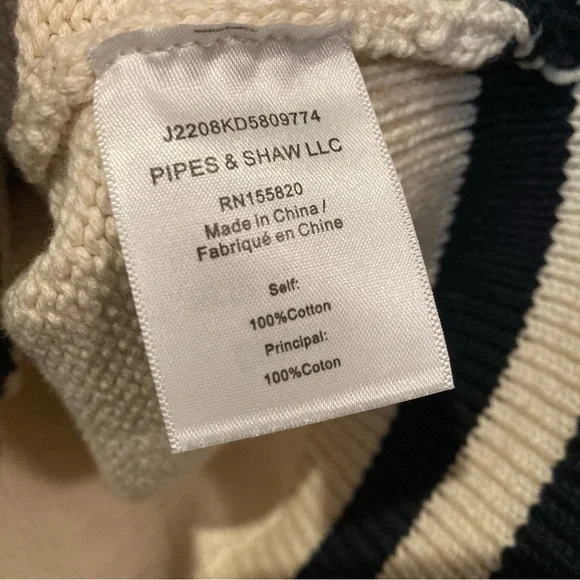 J2208KD5809774
PIPES & SHAW LLC
RN155820
Made in China /
Fabriqué en Chine
Self:
100%Cotton
Principal:
100%Coton